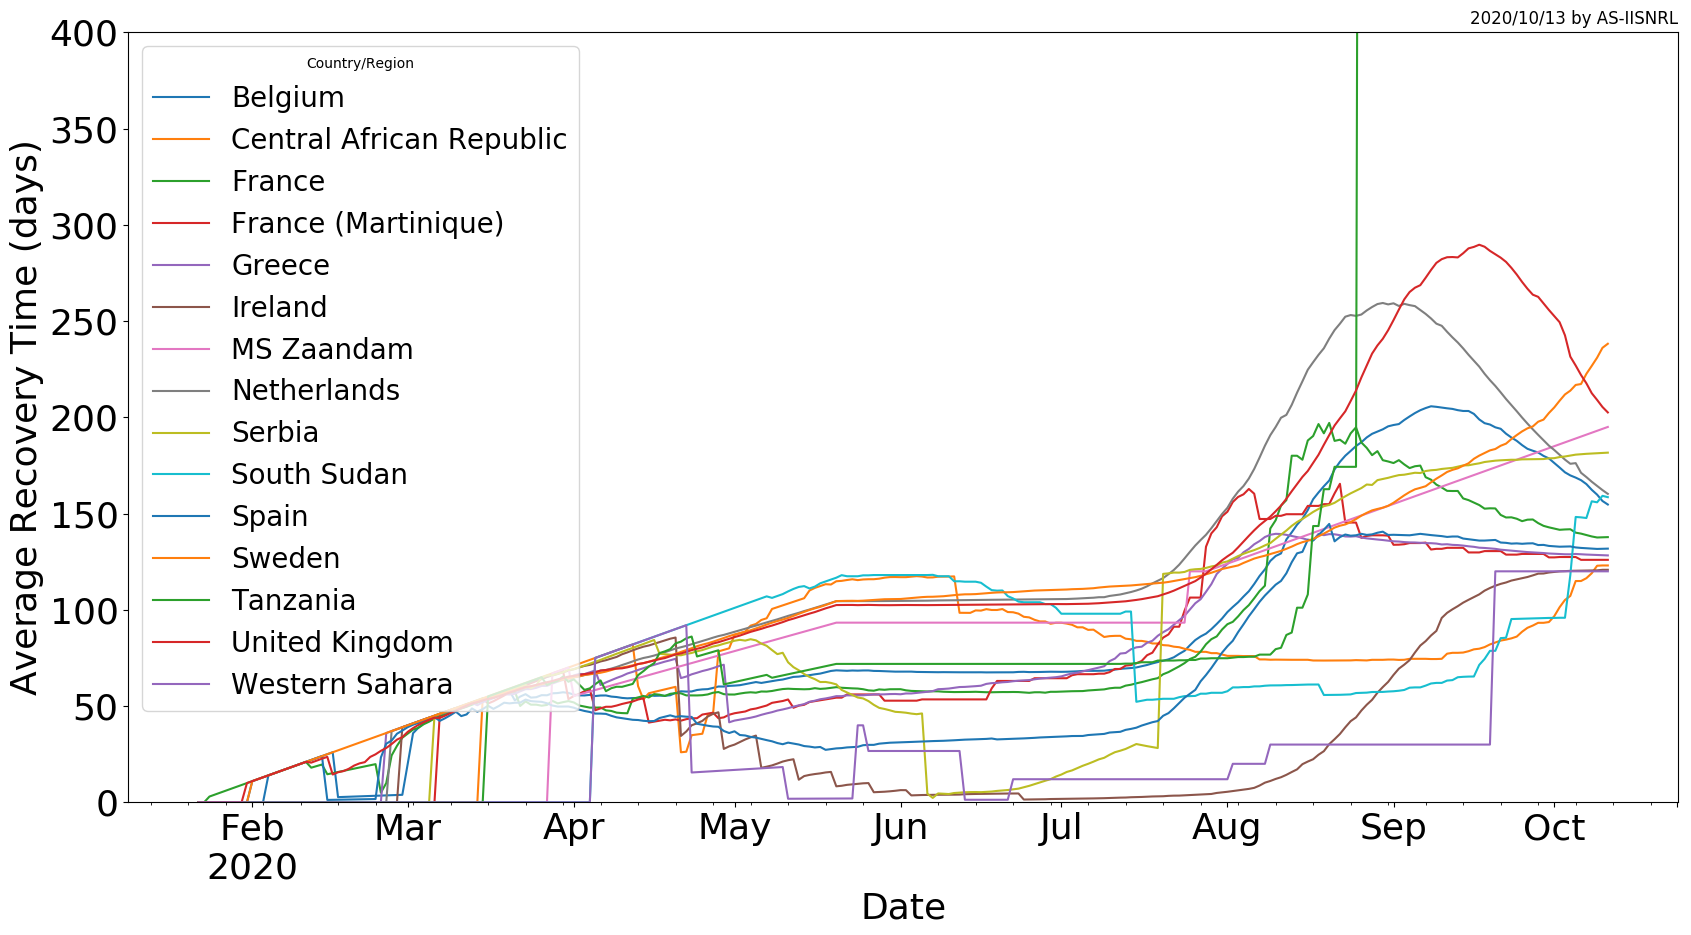 2020/10/13 by AS-IISNRL
400
350
300
250
200
150
100
50
0
Average Recovery Time (days)
Country/Region
Belgium
Central African Republic
France
France (Martinique)
Greece
Ireland
MS Zaandam
Netherlands
Serbia
South Sudan
Spain
Sweden
Tanzania
United Kingdom
Western Sahara
Feb Mar Apr May Jun Jul Aug Sep Oct
2020
Date